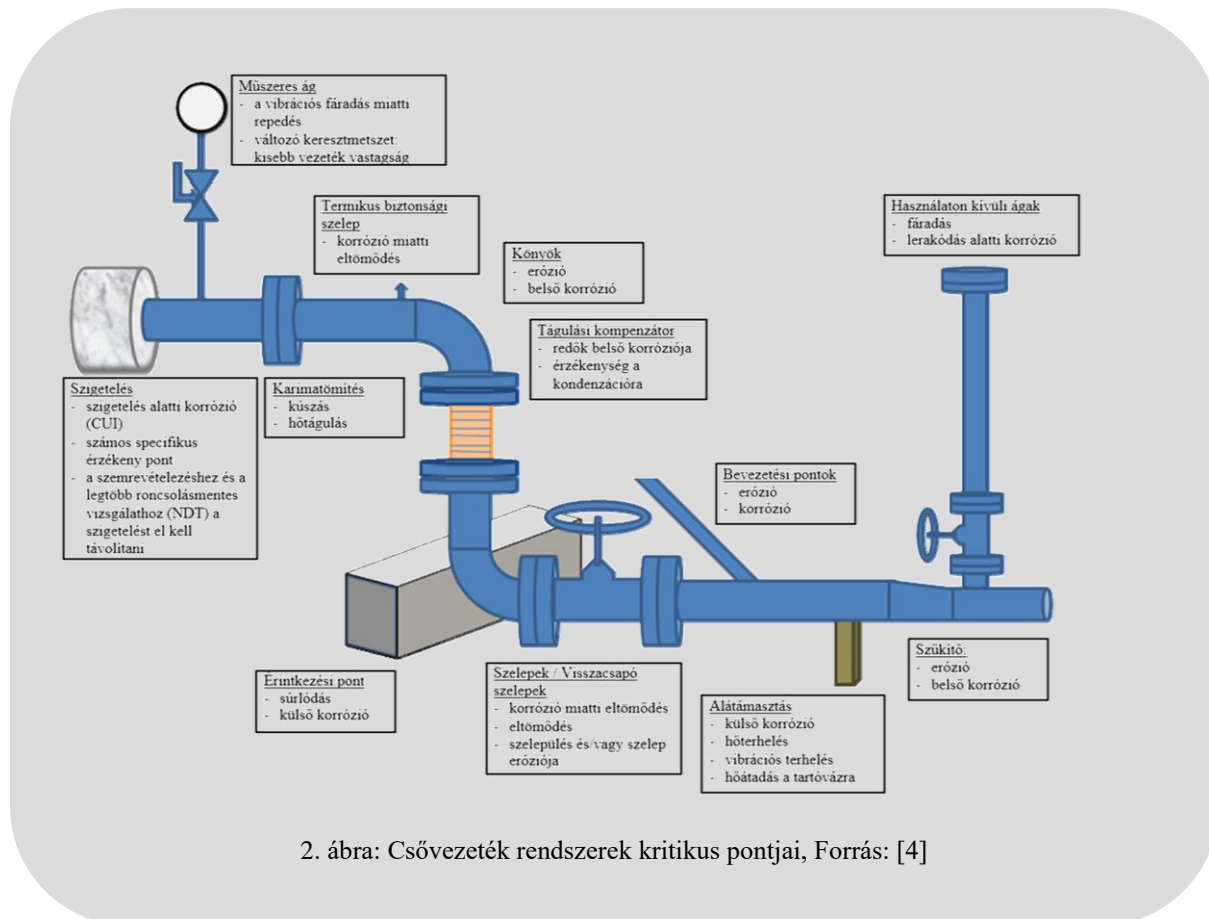 Műszeres ág
- a vibrációs fáradás miatti
repedés
- változó keresztmetszet:
kisebb vezeték vastagság
Termikus biztonsági
szelep
- korrózió miatti
eltömődés
Könyök
- erózió
- belső korrózió
Használaton kívüli ágak
- fáradás
- lerakódás alatti korrózió
Tágulási kompenzátor
- redők belső korróziója
- érzékenység a
kondenzációra
Szigetelés
- szigetelés alatti korrózió
(CUI)
- számos specifikus
érzékeny pont
- a szemrevételezéshez és a
legtöbb roncsolásmentes
vizsgálathoz (NDT) a
szigetelést el kell
távolítani
Karimatömítés
- kúszás
- hőtágulás
Bevezetési pontok
- erózió
- korrózió
Érintkezési pont
- súrlódás
- külső korrózió
Szelepek / Visszacsapó
szelepek
- korrózió miatti eltömődés
- eltömődés
- szelepülés és/vagy szelep
eróziója
Alátámasztás
- külső korrózió
- hőterhelés
- vibrációs terhelés
- hőátadás a tartóvázra
Szűkítő:
- erózió
- belső korrózió
2. ábra: Csővezeték rendszerek kritikus pontjai, Forrás: [4]